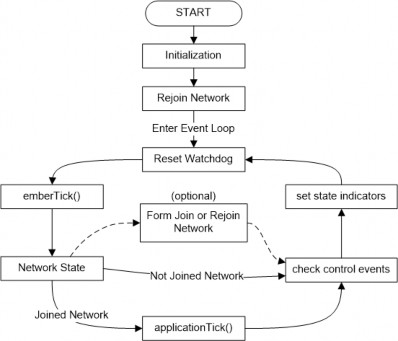 START
Initialization
Rejoin Network
Enter Event Loop
Reset Watchdog
emberTick()
(optional)
Form Join or Rejoin
Network
set state indicators
Network State
Not Joined Network
check control events
Joined Network
applicationTick()